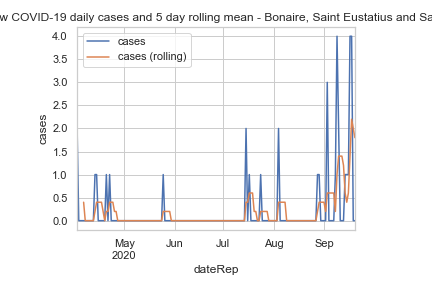 w COVID-19 daily cases and 5 day rolling mean - Bonaire, Saint Eustatius and Sa
cases
cases (rolling)
4.0
3.5
3.0
2.5
2.0
1.5
1.0
0.5
0.0
cases
May Jun Jul Aug Sep
2020
dateRep